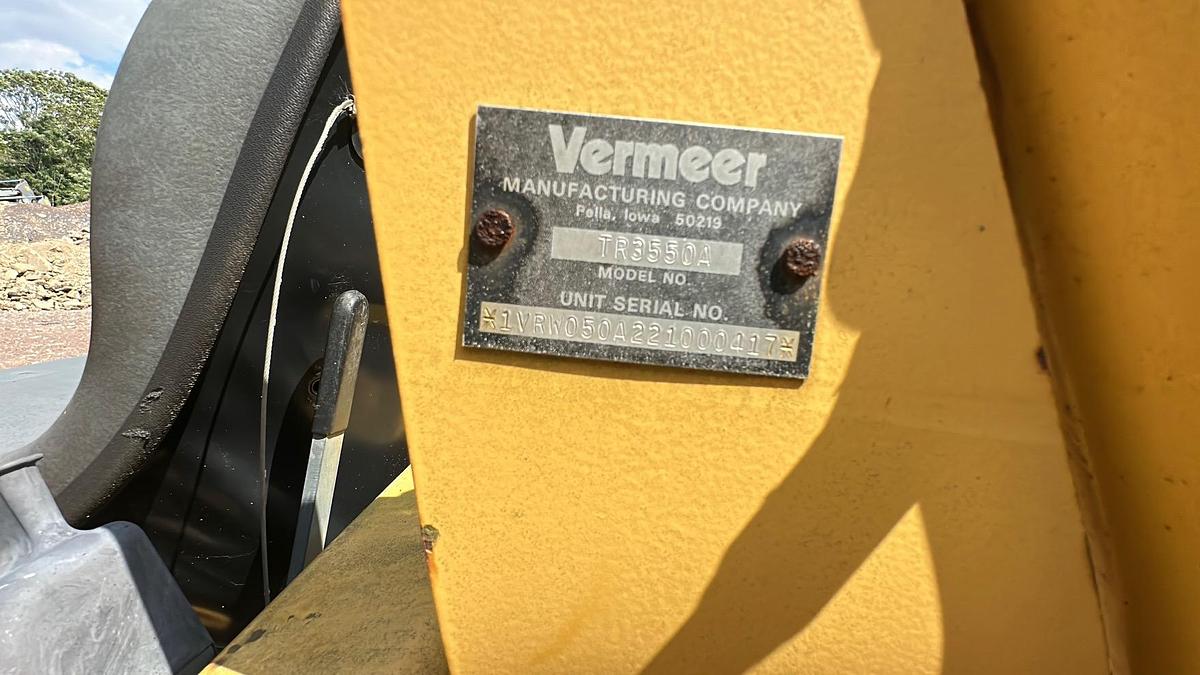 Vermeer
MANUFACTURING COMPANY
Pella, Iowa 50219
TR3550A
MODEL NO.
UNIT SERIAL NO.
*1VRW050A221000417*